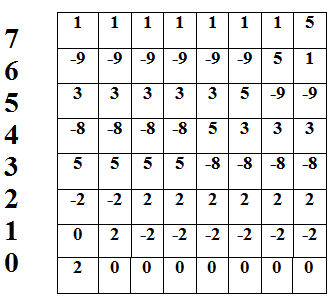 7 1 1 1 1 1 1 1 5
6 -9 -9 -9 -9 -9 -9 5 1
5 3 3 3 3 3 5 -9 -9
4 -8 -8 -8 -8 5 3 3 3
3 5 5 5 5 -8 -8 -8 -8
2 -2 -2 2 2 2 2 2 2
1 0 2 -2 -2 -2 -2 -2 -2
0 2 0 0 0 0 0 0 0